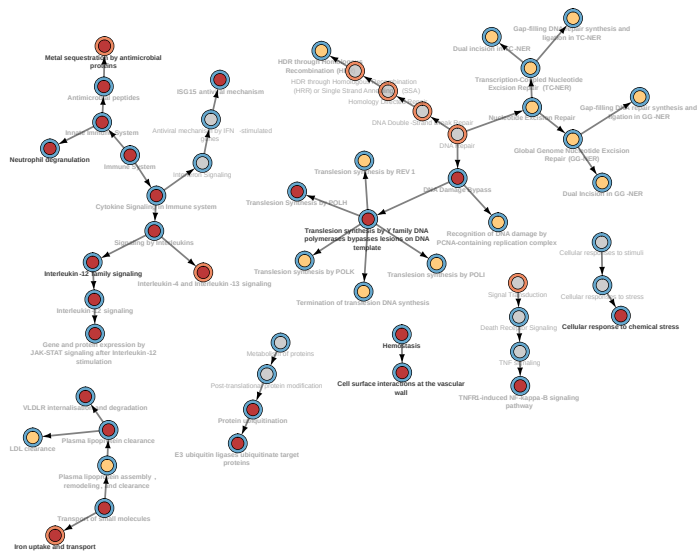 Metal sequestration by antimicrobial
proteins
Antimicrobial peptides
Innate Immune System
Neutrophil degranulation
Immune System
ISG15 antiviral mechanism
Antiviral mechanism by IFN -stimulated
genes
Interferon Signaling
Cytokine Signaling in Immune system
Signaling by Interleukins
Interleukin -12 family signaling
Interleukin -4 and Interleukin -13 signaling
Interleukin -12 signaling
Gene and protein expression by
JAK-STAT signaling after Interleukin -12
stimulation
HDR through Homologous
Recombination (HRR)
HDR through Homologous Recombination
(HRR) or Single Strand Annealing (SSA)
Homology Directed Repair
DNA Double -Strand Break Repair
DNA Repair
Gap-filling DNA repair synthesis and
ligation in TC-NER
Dual Incision in TC-NER
Transcription-Coupled Nucleotide
Excision Repair (TC-NER)
Nucleotide Excision Repair
Gap-filling DNA repair synthesis and
ligation in GG -NER
Global Genome Nucleotide Excision
Repair (GG-NER)
Dual Incision in GG -NER
DNA Damage Bypass
Translesion synthesis by REV 1
Translesion Synthesis by POLH
Translesion synthesis by Y family DNA
polymerases bypasses lesions on DNA
template
Recognition of DNA damage by
PCNA-containing replication complex
Translesion synthesis by POLK
Translesion synthesis by POLI
Termination of translesion DNA synthesis
Cellular responses to stimuli
Cellular responses to stress
Cellular response to chemical stress
Signal Transduction
Death Receptor Signaling
TNF signaling
TNFR1-induced NF-kappa-B signaling
pathway
Hemostasis
Cell surface interactions at the vascular
wall
Metabolism of proteins
Post-translational protein modification
Protein ubiquitination
E3 ubiquitin ligases ubiquitinate target
proteins
VLDLR internalisation and degradation
LDL clearance
Plasma lipoprotein clearance
Plasma lipoprotein assembly ,
remodeling , and clearance
Transport of small molecules
Iron uptake and transport